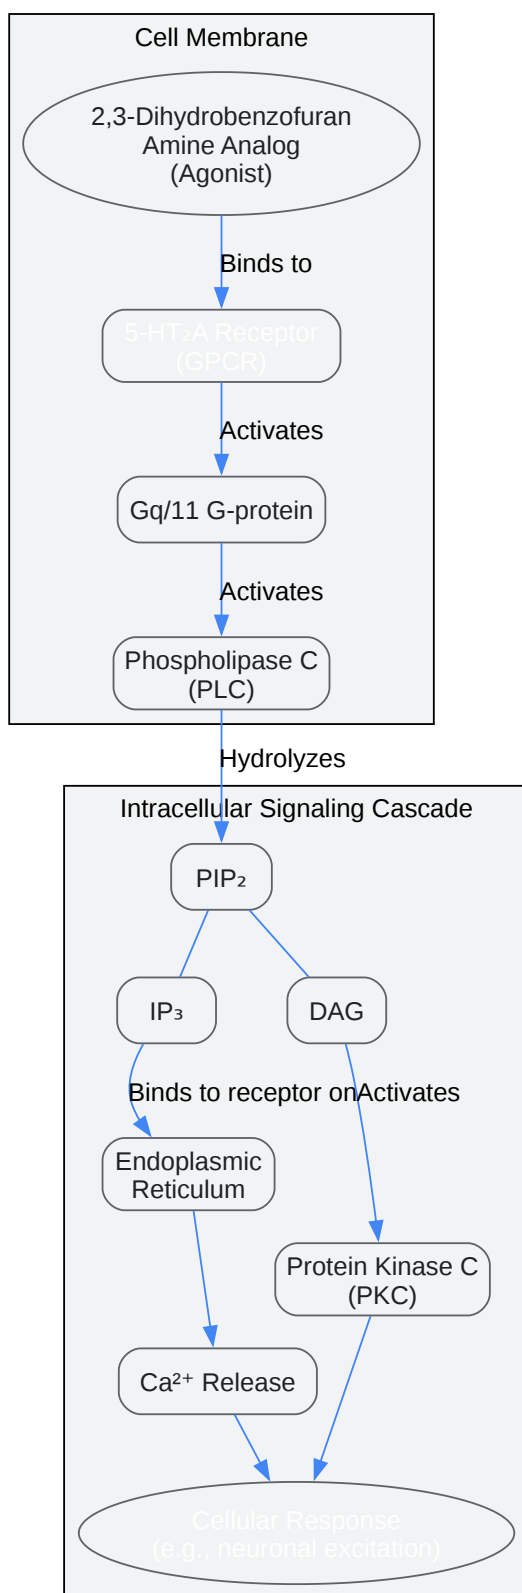 Cell Membrane
2,3-Dihydrobenzofuran
Amine Analog
(Agonist)
Binds to
5-HT₂A Receptor
(GPCR)
Activates
Gq/11 G-protein
Activates
Phospholipase C
(PLC)
Hydrolyzes
Intracellular Signaling Cascade
PIP₂
IP₃
DAG
Binds to receptor on
Activates
Endoplasmic
Reticulum
Protein Kinase C
(PKC)
Ca²⁺ Release
Cellular Response
(e.g., neuronal excitation)